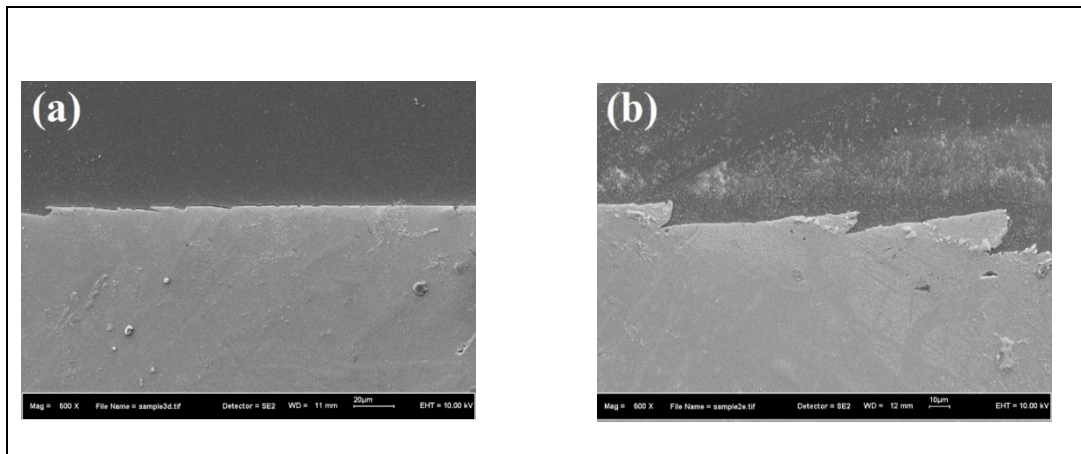 (a)
(b)
20µm
Mag = 600 X File Name = sample3d.tif Detector = SE2 WD = 11 mm EHT = 10.00 kV
10µm
Mag = 600 X File Name = sample2e.tif Detector = SE2 WD = 12 mm EHT = 10.00 kV